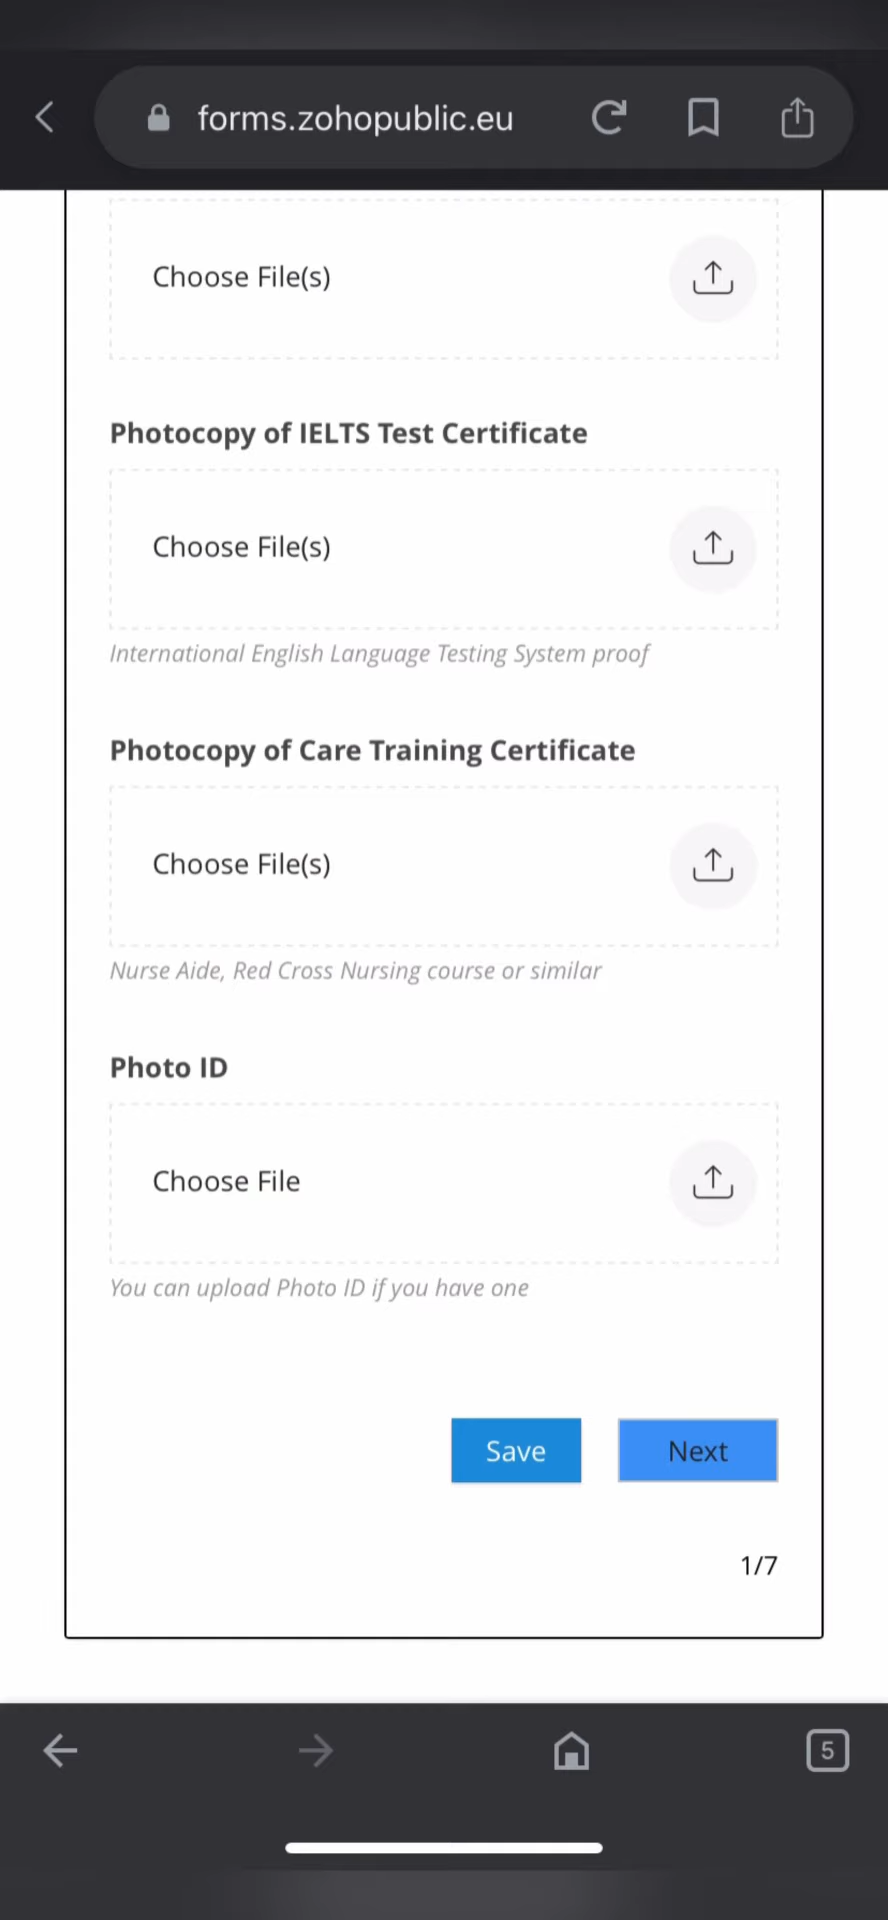 forms.zohopublic.eu
Choose File(s)
Photocopy of IELTS Test Certificate
Choose File(s)
International English Language Testing System proof
Photocopy of Care Training Certificate
Choose File(s)
Nurse Aide, Red Cross Nursing course or similar
Photo ID
Choose File
You can upload Photo ID if you have one
Save Next
1/7
5